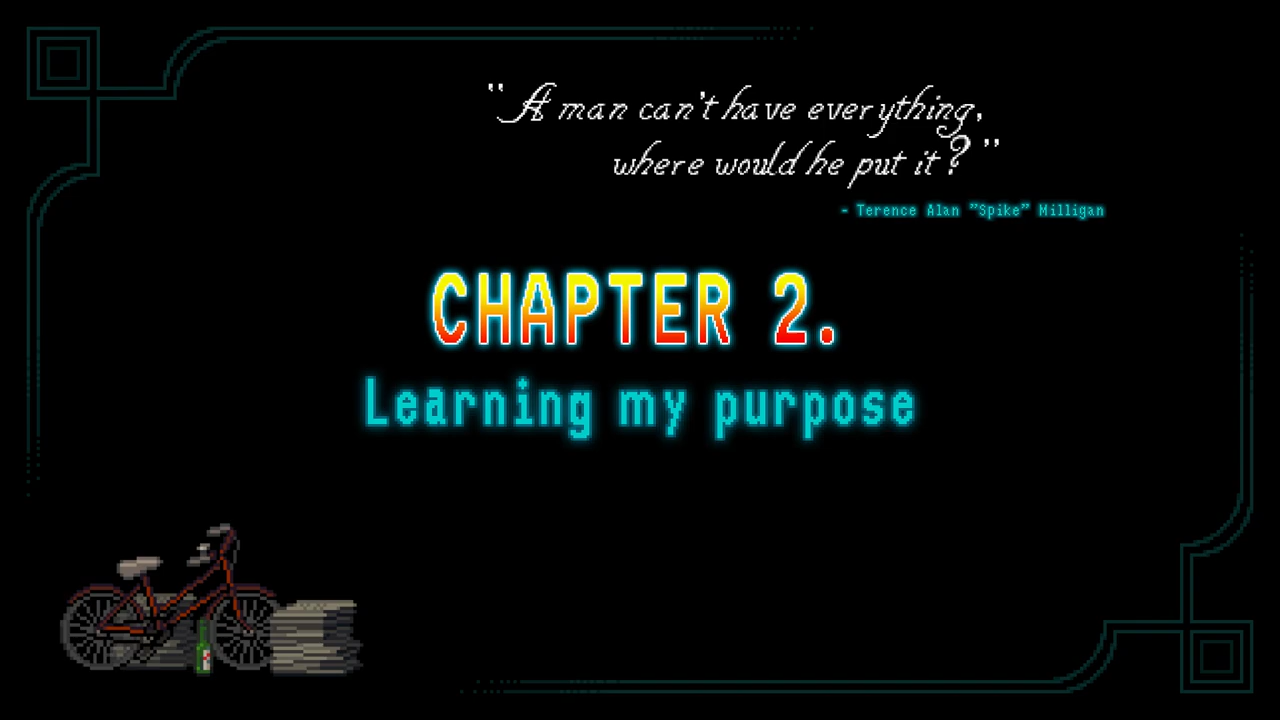 "A man can't have everything,
where would he put it?"
- Terence Alan "Spike" Milligan
CHAPTER 2.
Learning my purpose